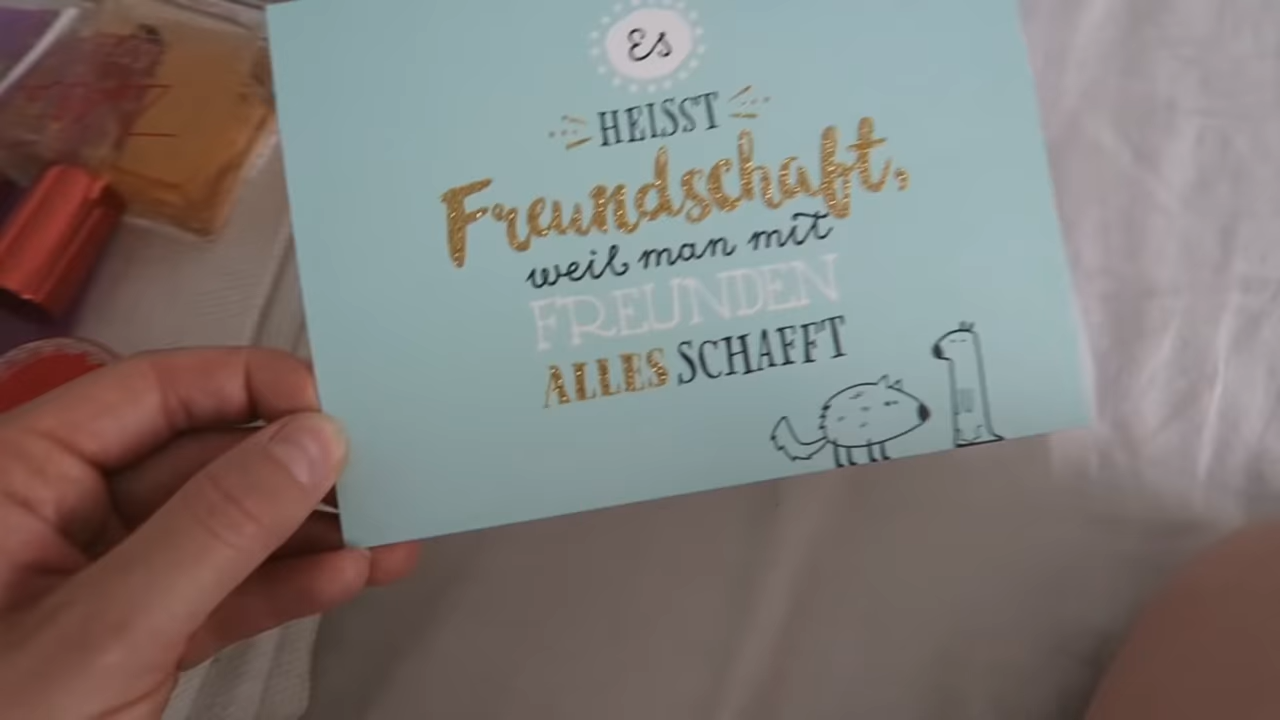 Es
HEISST
Freundschaft,
weil man mit
FREUNDEN
ALLES SCHAFFT